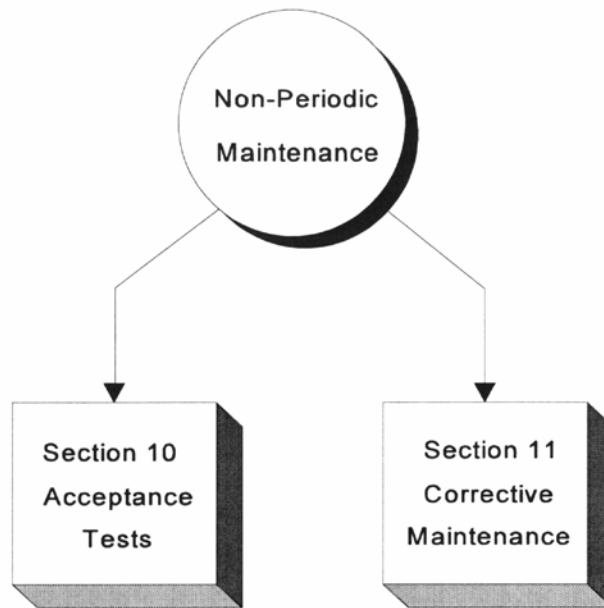 Non-Periodic
Maintenance
Section 10
Acceptance
Tests
Section 11
Corrective
Maintenance